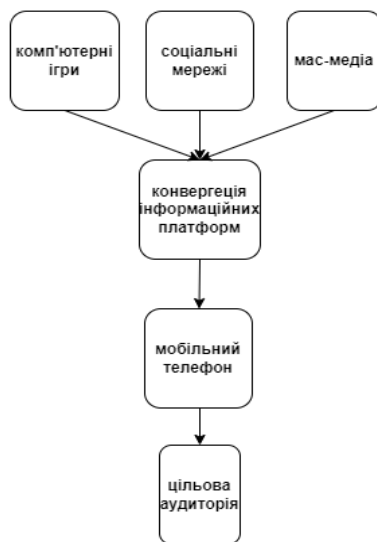 комп'ютерні
ігри
соціальні
мережі
мас-медіа
конвергеція
інформаційних
платформ
мобільний
телефон
цільова
аудиторія